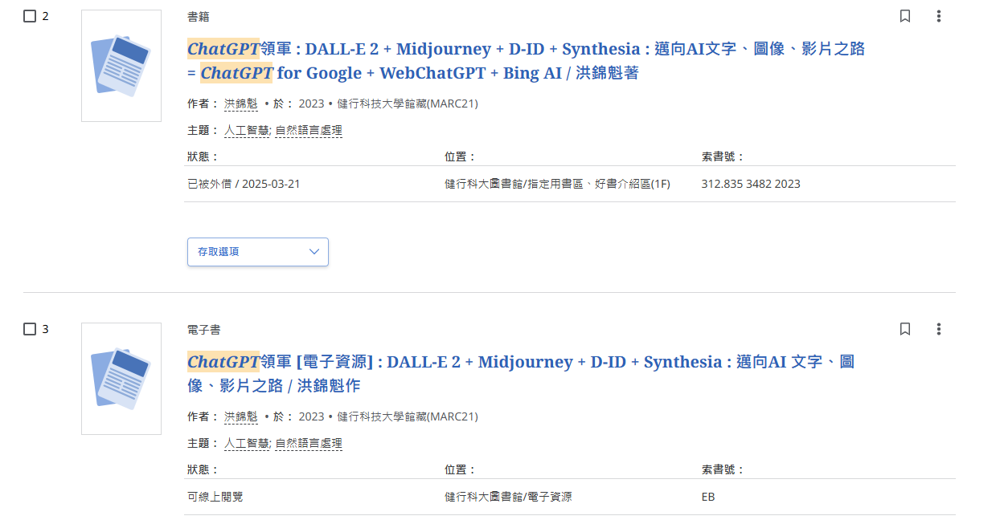 2
書籍
ChatGPT領軍 : DALL-E 2 + Midjourney + D-ID + Synthesia : 邁向AI文字、圖像、影片之路
= ChatGPT for Google + WebChatGPT + Bing AI / 洪錦魁著
作者： 洪錦魁 • 於： 2023 • 健行科技大學館藏(MARC21)
主題： 人工智慧; 自然語言處理
狀態： 位置： 索書號：
已被外借 / 2025-03-21 健行科大圖書館/指定用書區、好書介紹區(1F) 312.835 3482 2023
存取選項
3
電子書
ChatGPT領軍 [電子資源] : DALL-E 2 + Midjourney + D-ID + Synthesia : 邁向AI 文字、圖
像、影片之路 / 洪錦魁作
作者： 洪錦魁 • 於： 2023 • 健行科技大學館藏(MARC21)
主題： 人工智慧; 自然語言處理
狀態： 位置： 索書號：
可線上閱覽 健行科大圖書館/電子資源 EB